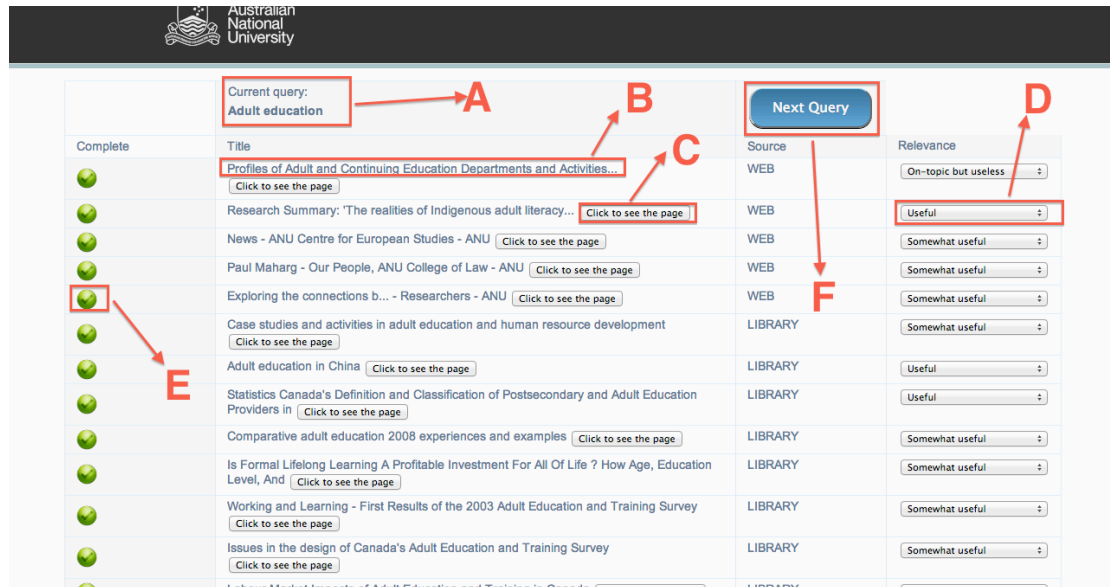 Australian
National
University
Current query:
Adult education
A
B
C
D
Next Query
Complete
Title
Source
Relevance
Profiles of Adult and Continuing Education Departments and Activities...
Click to see the page
WEB
On-topic but useless
Research Summary: 'The realities of Indigenous adult literacy... Click to see the page
WEB
Useful
News - ANU Centre for European Studies - ANU Click to see the page
WEB
Somewhat useful
Paul Maharg - Our People, ANU College of Law - ANU Click to see the page
WEB
Somewhat useful
Exploring the connections b... - Researchers - ANU Click to see the page
WEB
Somewhat useful
F
Case studies and activities in adult education and human resource development
Click to see the page
LIBRARY
Somewhat useful
E
Adult education in China Click to see the page
LIBRARY
Useful
Statistics Canada's Definition and Classification of Postsecondary and Adult Education
Providers in Click to see the page
LIBRARY
Useful
Comparative adult education 2008 experiences and examples Click to see the page
LIBRARY
Somewhat useful
Is Formal Lifelong Learning A Profitable Investment For All Of Life ? How Age, Education
Level, And Click to see the page
LIBRARY
Somewhat useful
Working and Learning - First Results of the 2003 Adult Education and Training Survey
Click to see the page
LIBRARY
Somewhat useful
Issues in the design of Canada's Adult Education and Training Survey
Click to see the page
LIBRARY
Somewhat useful
Labour Market Impacts of Adult Education and Training in Canada
LIBRARY